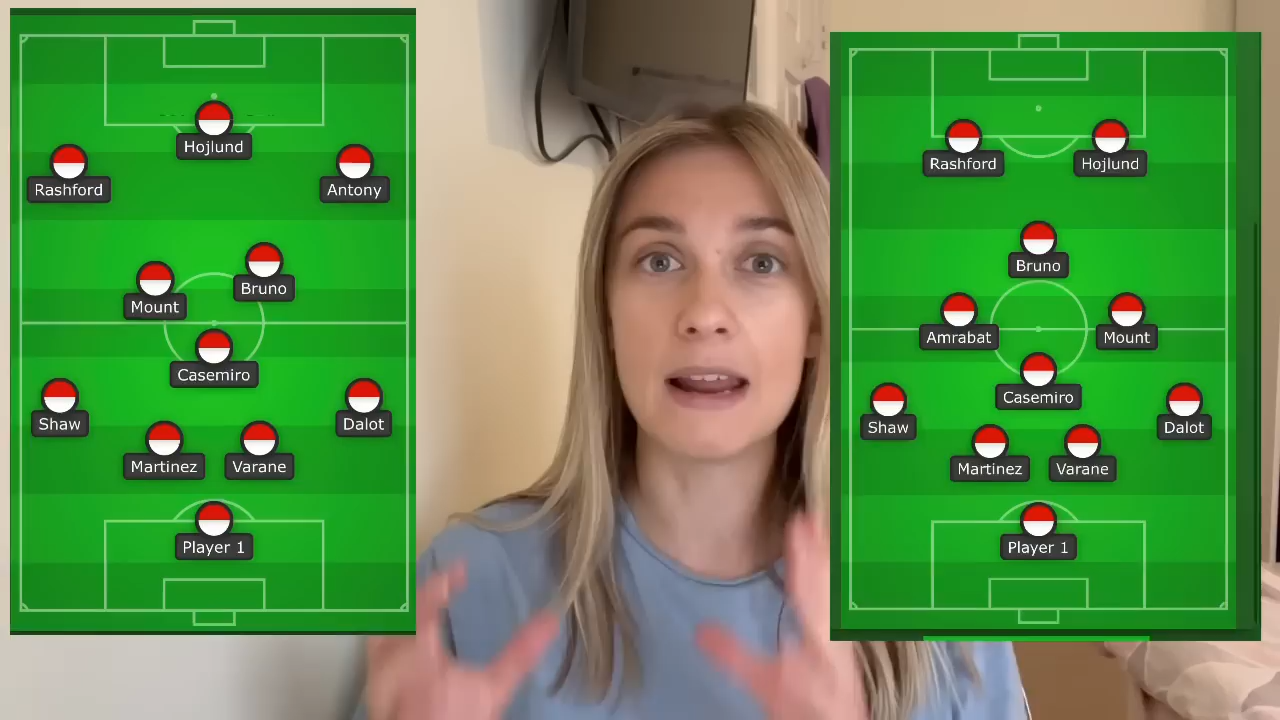 Hojlund
Rashford
Antony
Bruno
Mount
Casemiro
Shaw
Dalot
Martinez
Varane
Player 1
Rashford
Hojlund
Bruno
Amrabat
Mount
Casemiro
Shaw
Dalot
Martinez
Varane
Player 1